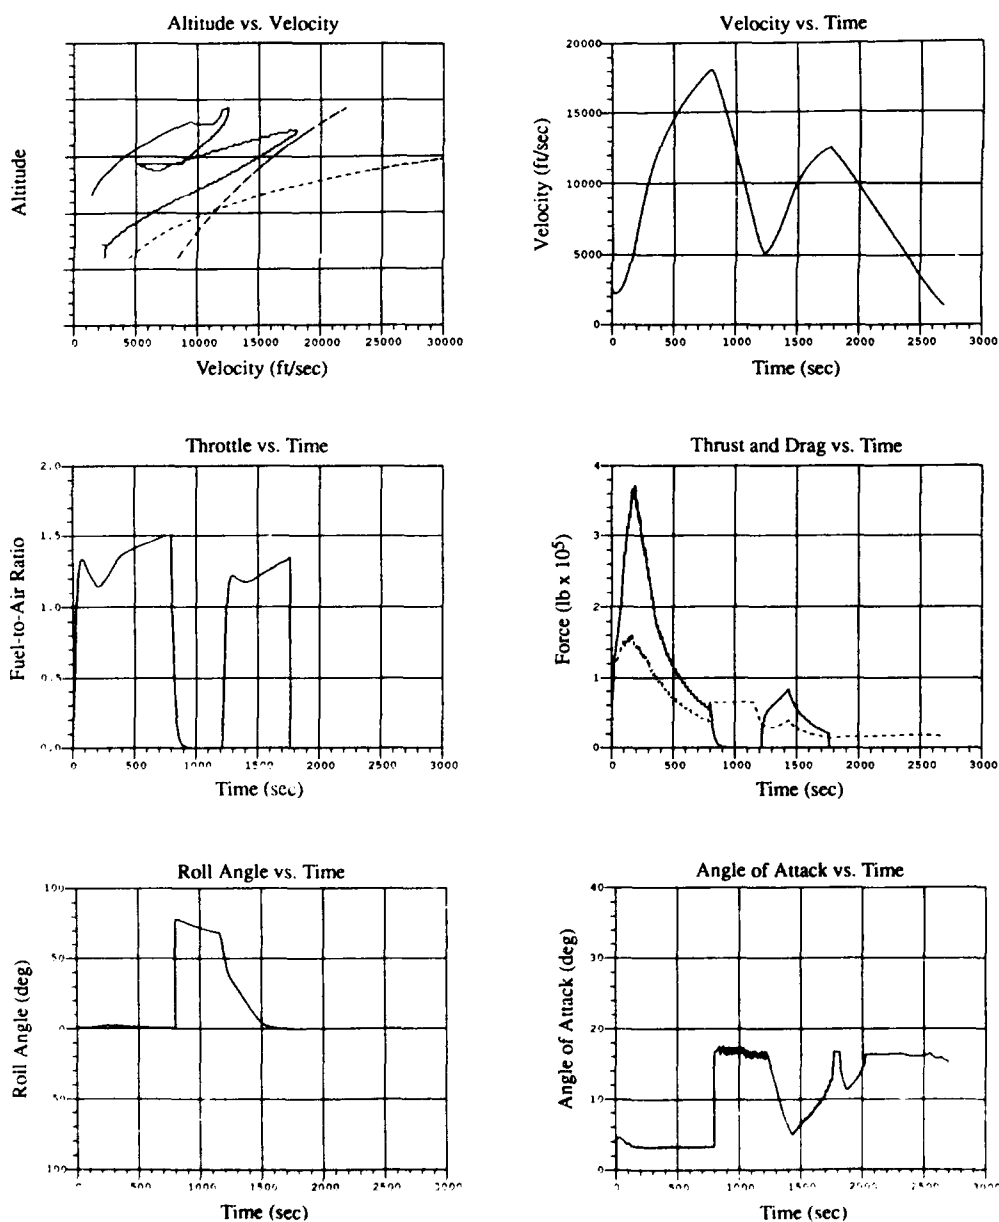 Altitude vs. Velocity
Altitude
0 5000 10000 15000 20000 25000 30000
Velocity (ft/sec)
Velocity vs. Time
Velocity (ft/sec)
20000
15000
10000
5000
0
0 500 1000 1500 2000 2500 3000
Time (sec)
Throttle vs. Time
Fuel-to-Air Ratio
2.0
1.5
1.0
0.5
0.0
500 1000 1500 2000 2500 3000
Time (sec)
Thrust and Drag vs. Time
Force (lb x 10⁵)
4
3
2
1
0
0 500 1000 1500 2000 2500 3000
Time (sec)
Roll Angle vs. Time
Roll Angle (deg)
100
50
0
50
100
500 1000 1500 2000 2500 3000
Time (sec)
Angle of Attack vs. Time
Angle of Attack (deg)
40
30
20
10
0
500 1000 1500 2000 2500 3000
Time (sec)